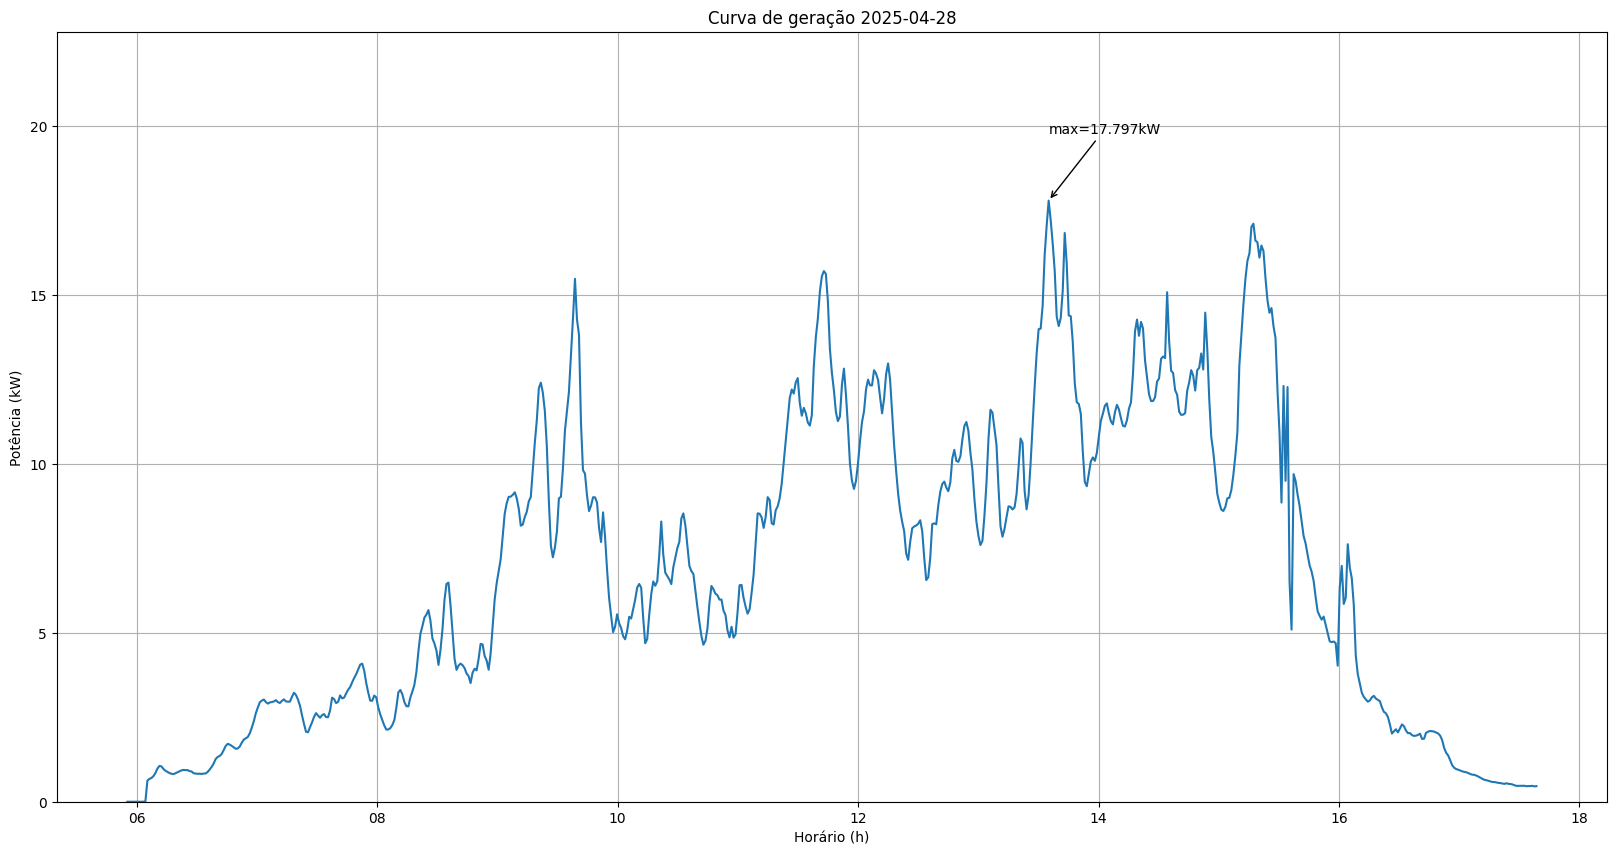 Curva de geração 2025-04-28
max=17.797kW
Potência (kW)
20
15
10
5
0
06 08 10 12 14 16 18
Horário (h)